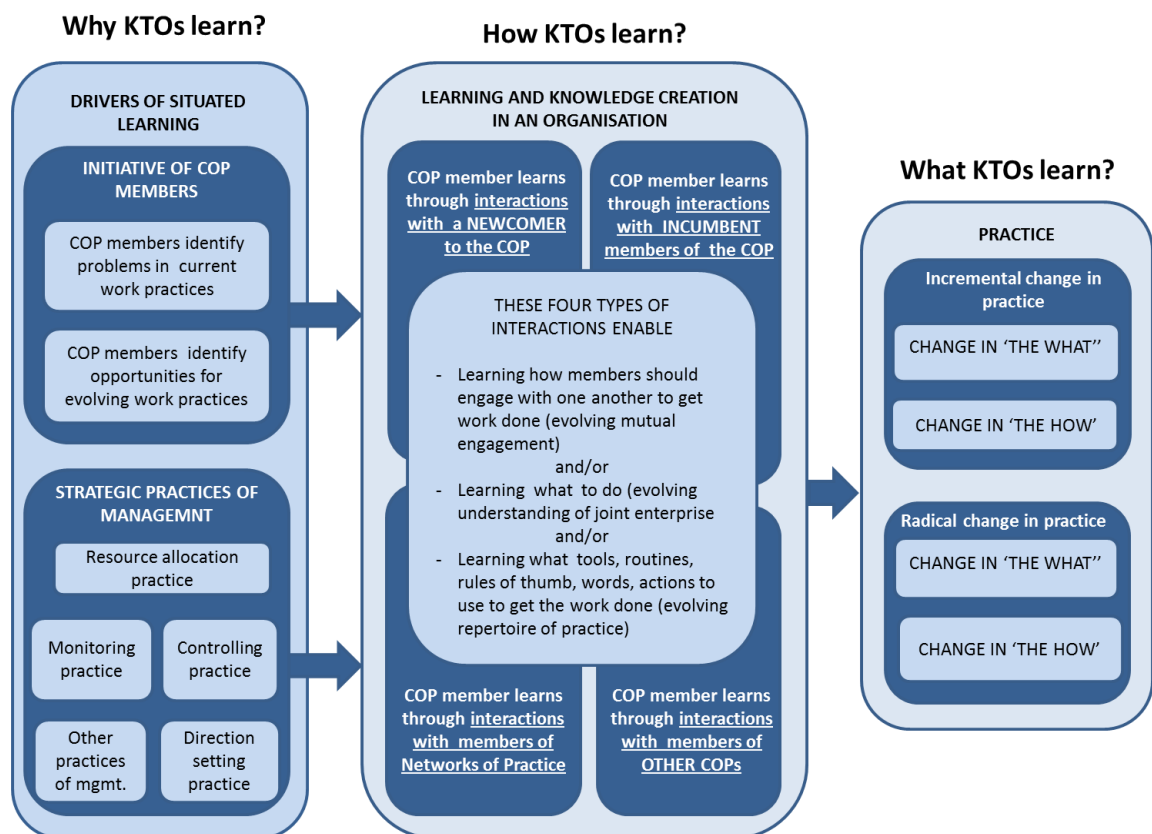 Why KTOs learn?
DRIVERS OF SITUATED
LEARNING
INITIATIVE OF COP
MEMBERS
COP members identify
problems in current
work practices
COP members identify
opportunities for
evolving work practices
STRATEGIC PRACTICES OF
MANAGEMNT
Resource allocation
practice
Monitoring
practice
Controlling
practice
Other
practices
of mgmt.
Direction
setting
practice
How KTOs learn?
LEARNING AND KNOWLEDGE CREATION
IN AN ORGANISATION
COP member learns
through interactions
with a NEWCOMER
to the COP
COP member learns
through interactions
with INCUMBENT
members of the COP
THESE FOUR TYPES OF
INTERACTIONS ENABLE
- Learning how members should
engage with one another to get
work done (evolving mutual
engagement)
and/or
- Learning what to do (evolving
understanding of joint enterprise
and/or
- Learning what tools, routines,
rules of thumb, words, actions to
use to get the work done (evolving
repertoire of practice)
COP member learns
through interactions
with members of
Networks of Practice
COP member learns
through interactions
with members of
OTHER COPs
What KTOs learn?
PRACTICE
Incremental change in
practice
CHANGE IN ‘THE WHAT’’
CHANGE IN ‘THE HOW’
Radical change in practice
CHANGE IN ‘THE WHAT’’
CHANGE IN ‘THE HOW’